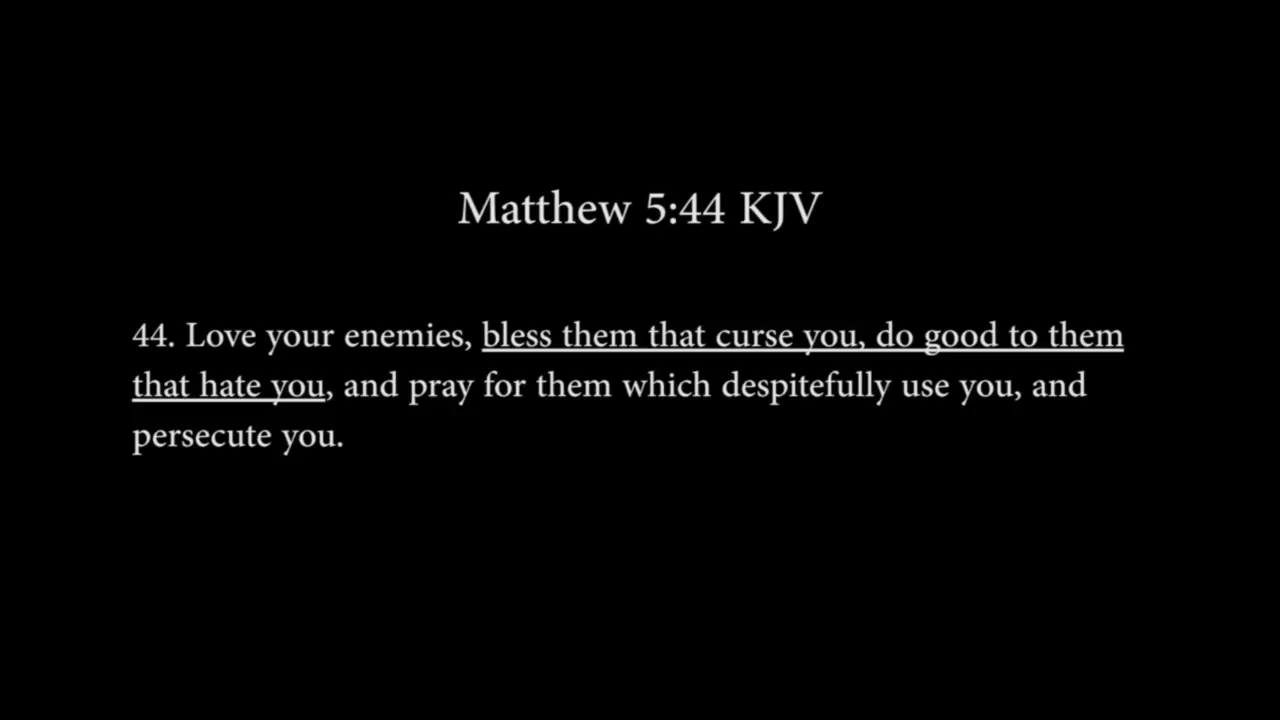 Matthew 5:44 KJV
44. Love your enemies, bless them that curse you, do good to them
that hate you, and pray for them which despitefully use you, and
persecute you.